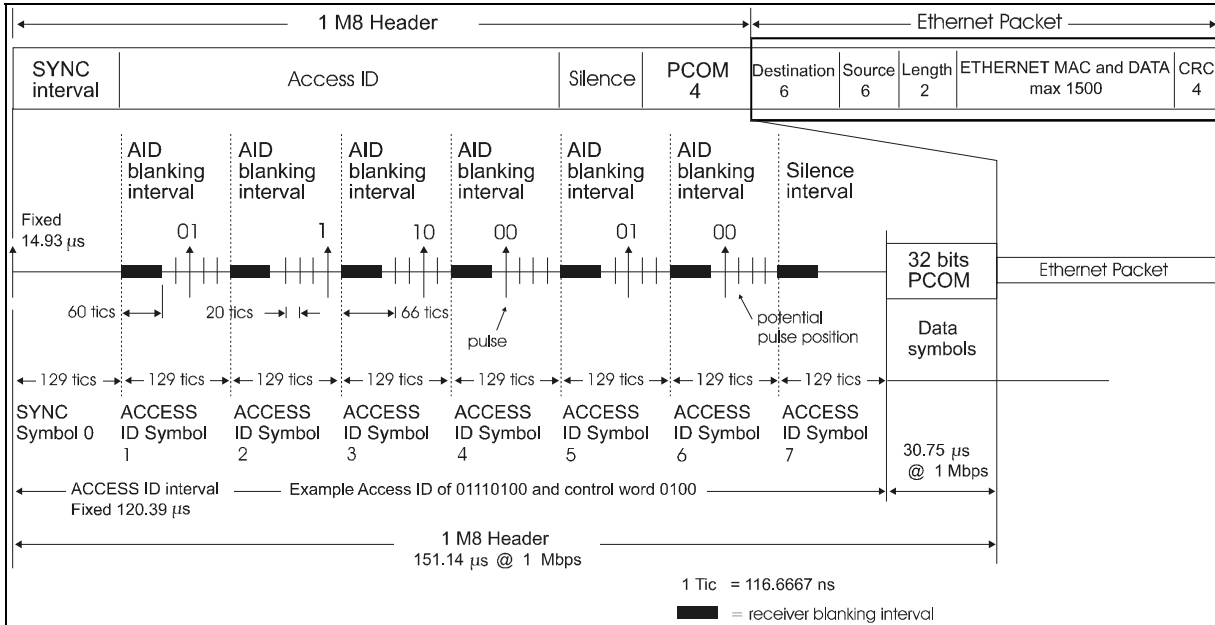 1 M8 Header
Ethernet Packet
SYNC interval
Access ID
Silence
PCOM 4
Destination 6
Source 6
Length 2
ETHERNET MAC and DATA max 1500
CRC 4
AID blanking interval
AID blanking interval
AID blanking interval
AID blanking interval
AID blanking interval
AID blanking interval
Silence interval
Fixed 14.93 µs
01
1
10
00
01
00
32 bits PCOM
Ethernet Packet
60 tics
20 tics
66 tics
pulse
potential pulse position
Data symbols
129 tics
129 tics
129 tics
129 tics
129 tics
129 tics
129 tics
129 tics
SYNC Symbol 0
ACCESS ID Symbol 1
ACCESS ID Symbol 2
ACCESS ID Symbol 3
ACCESS ID Symbol 4
ACCESS ID Symbol 5
ACCESS ID Symbol 6
ACCESS ID Symbol 7
30.75 µs @ 1 Mbps
ACCESS ID interval Fixed 120.39 µs
Example Access ID of 01110100 and control word 0100
1 M8 Header
151.14 µs @ 1 Mbps
1 Tic = 116.6667 ns
= receiver blanking interval